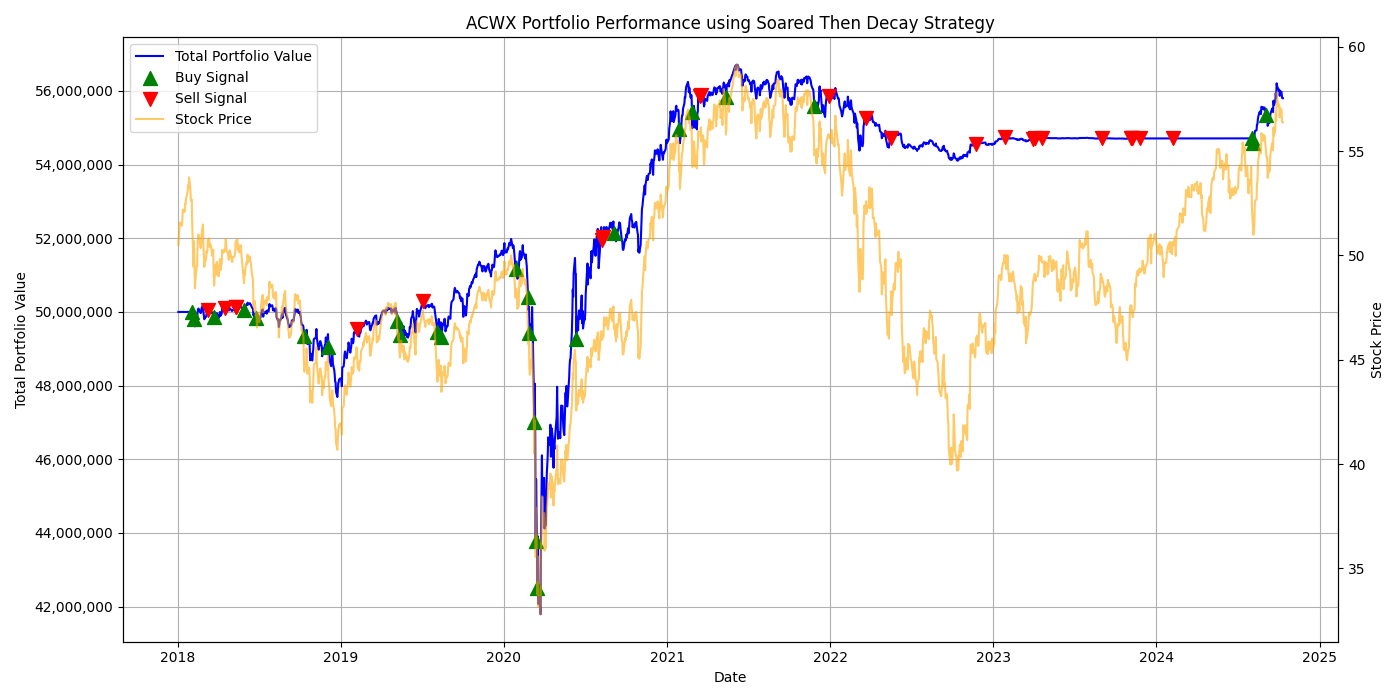 ACWX Portfolio Performance using Soared Then Decay Strategy
Total Portfolio Value
Buy Signal
Sell Signal
Stock Price
56,000,000
54,000,000
52,000,000
50,000,000
48,000,000
46,000,000
44,000,000
42,000,000
Total Portfolio Value
60
55
50
45
40
35
Stock Price
2018 2019 2020 2021 2022 2023 2024 2025
Date